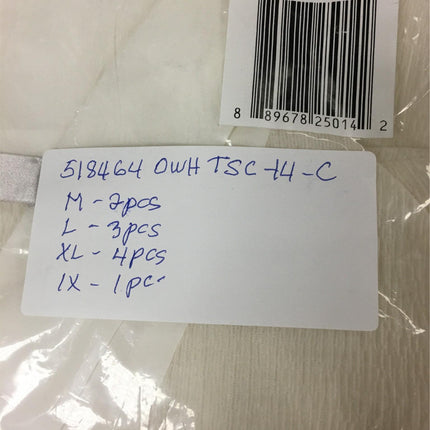 8 89678 25014 2
518464 OWH TSC-14-C
M - 2pcs
L - 3pcs
XL - 4pcs
1X - 1pc